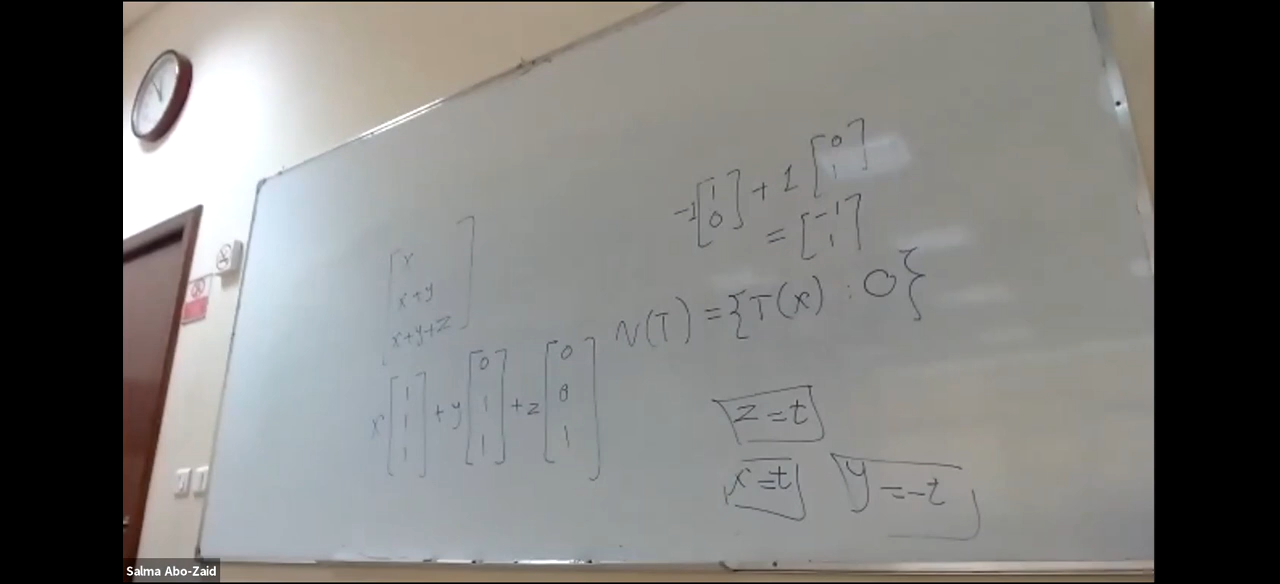 [x
x+y
x+y+z]
x[1 1 1] + y[0 1 1] + z[0 0 1]
-1[1 0] + 1[0 1]
= [-1 1]
N(T) = {T(x) : 0}
z = t
x = t y = -t
Salma Abo-Zaid